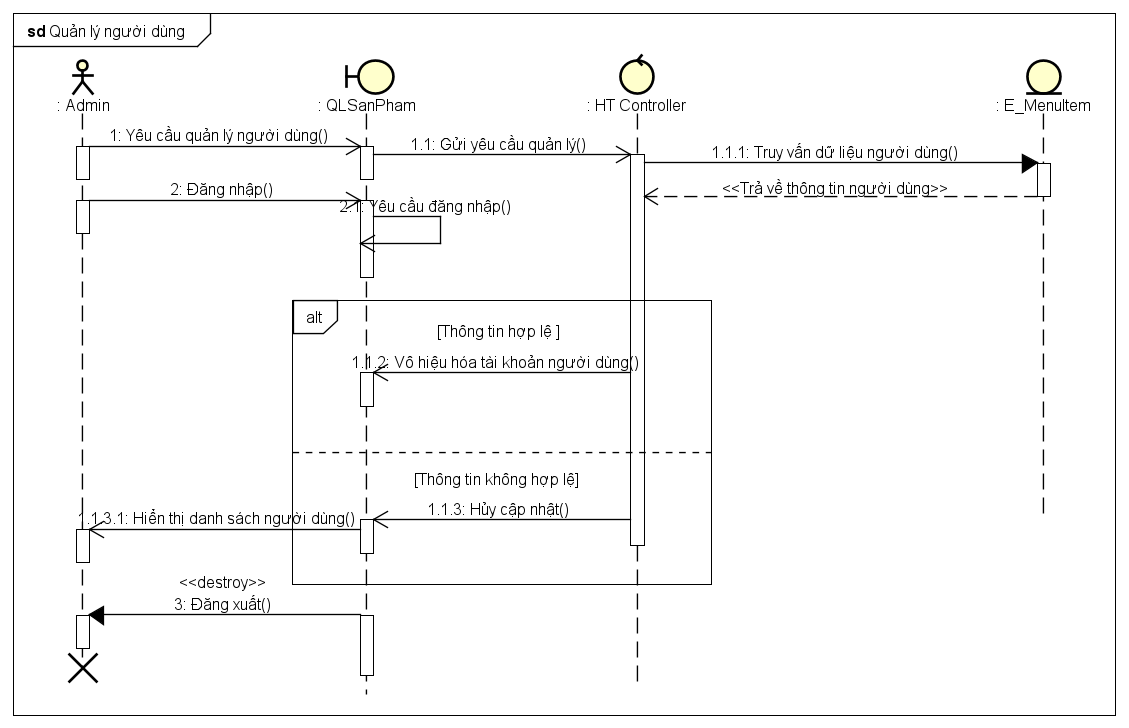 sd Quản lý người dùng
: Admin
: QLSanPham
: HT Controller
: E_MenuItem
1: Yêu cầu quản lý người dùng()
1.1: Gửi yêu cầu quản lý()
1.1.1: Truy vấn dữ liệu người dùng()
2: Đăng nhập()
<<Trả về thông tin người dùng>>
2.1: Yêu cầu đăng nhập()
alt
[Thông tin hợp lệ ]
1.1.2: Vô hiệu hóa tài khoản người dùng()
[Thông tin không hợp lệ]
1.1.3: Hủy cập nhật()
1.1.3.1: Hiển thị danh sách người dùng()
<<destroy>>
3: Đăng xuất()